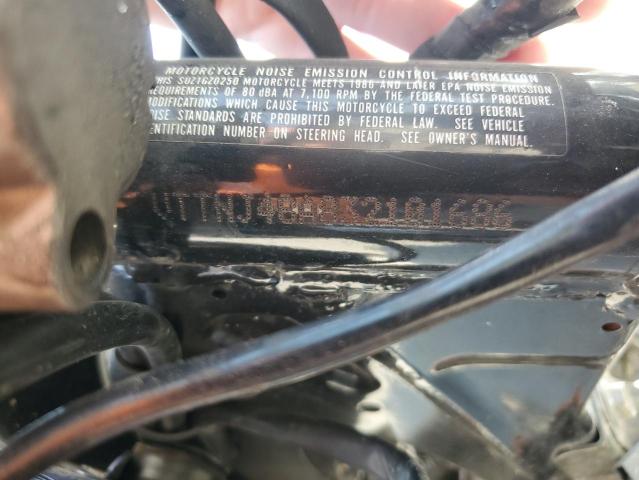 MOTORCYCLE NOISE EMISSION CONTROL INFORMATION
THIS SUZ1G20250 MOTORCYCLE MEETS 1986 AND LATER EPA NOISE EMISSION
REQUIREMENTS OF 80 dBA AT 7,100 RPM BY THE FEDERAL TEST PROCEDURE.
MODIFICATIONS WHICH CAUSE THIS MOTORCYCLE TO EXCEED FEDERAL
NOISE STANDARDS ARE PROHIBITED BY FEDERAL LAW. SEE VEHICLE
IDENTIFICATION NUMBER ON STEERING HEAD. SEE OWNER'S MANUAL.
VTTNJ48A8K2101686